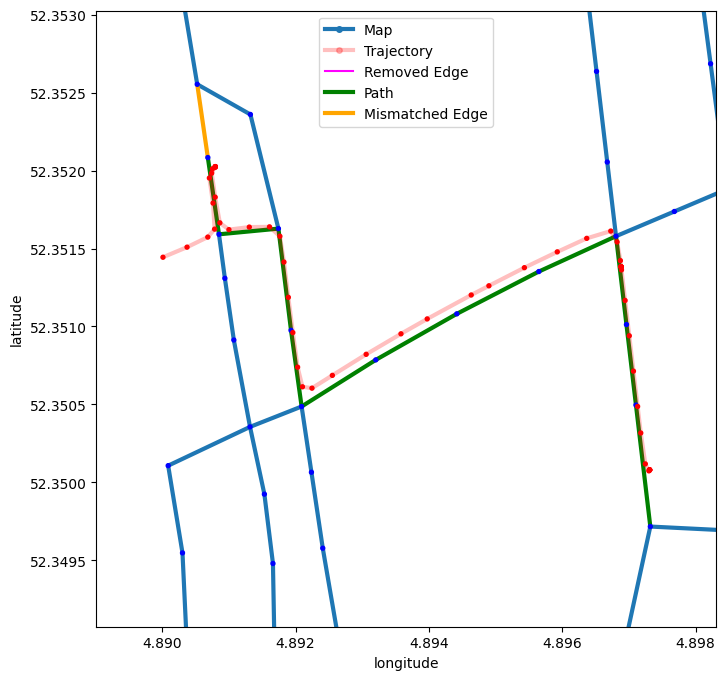 52.3530
52.3525
52.3520
52.3515
52.3510
52.3505
52.3500
52.3495
latitude
Map
Trajectory
Removed Edge
Path
Mismatched Edge
4.890
4.892
4.894
4.896
4.898
longitude